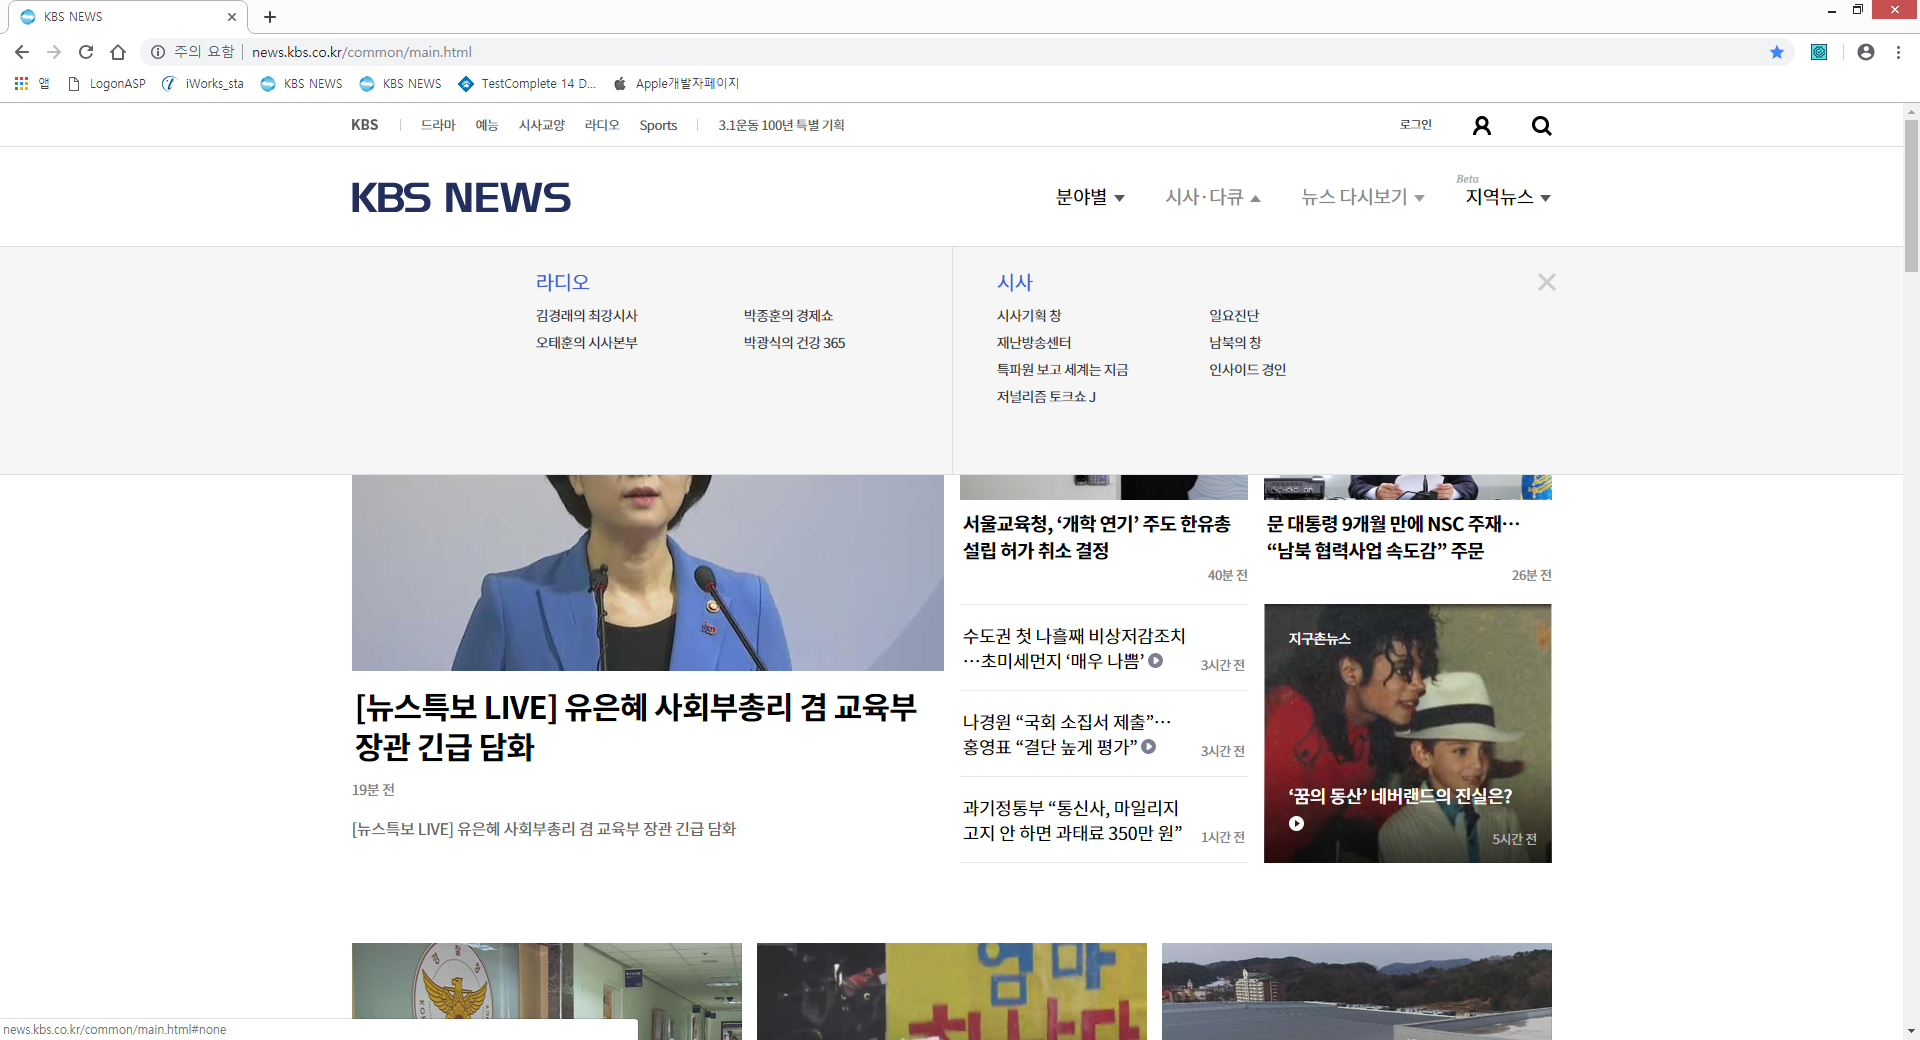 KBS NEWS
주의 요함 news.kbs.co.kr/common/main.html
앱 LogonASP iWorks_sta KBS NEWS KBS NEWS TestComplete 14 D... Apple개발자페이지
KBS 드라마 예능 시사교양 라디오 Sports 3.1운동 100년 특별 기획 로그인
KBS NEWS
Beta
분야별 시사·다큐 뉴스 다시보기 지역뉴스
라디오
김경래의 최강시사 박종훈의 경제쇼
오태훈의 시사본부 박광식의 건강 365
시사
시사기획 창 일요진단
재난방송센터 남북의 창
특파원 보고 세계는 지금 인사이드 경인
저널리즘 토크쇼 J
[뉴스특보 LIVE] 유은혜 사회부총리 겸 교육부
장관 긴급 담화
19분 전
[뉴스특보 LIVE] 유은혜 사회부총리 겸 교육부 장관 긴급 담화
서울교육청, ‘개학 연기’ 주도 한유총
설립 허가 취소 결정
40분 전
문 대통령 9개월 만에 NSC 주재…
“남북 협력사업 속도감” 주문
26분 전
수도권 첫 나흘째 비상저감조치
…초미세먼지 ‘매우 나쁨’
3시간 전
나경원 “국회 소집서 제출”…
홍영표 “결단 높게 평가”
3시간 전
과기정통부 “통신사, 마일리지
고지 안 하면 과태료 350만 원”
1시간 전
지구촌뉴스
‘꿈의 동산’ 네버랜드의 진실은?
5시간 전
경찰청
엄마
news.kbs.co.kr/common/main.html#none